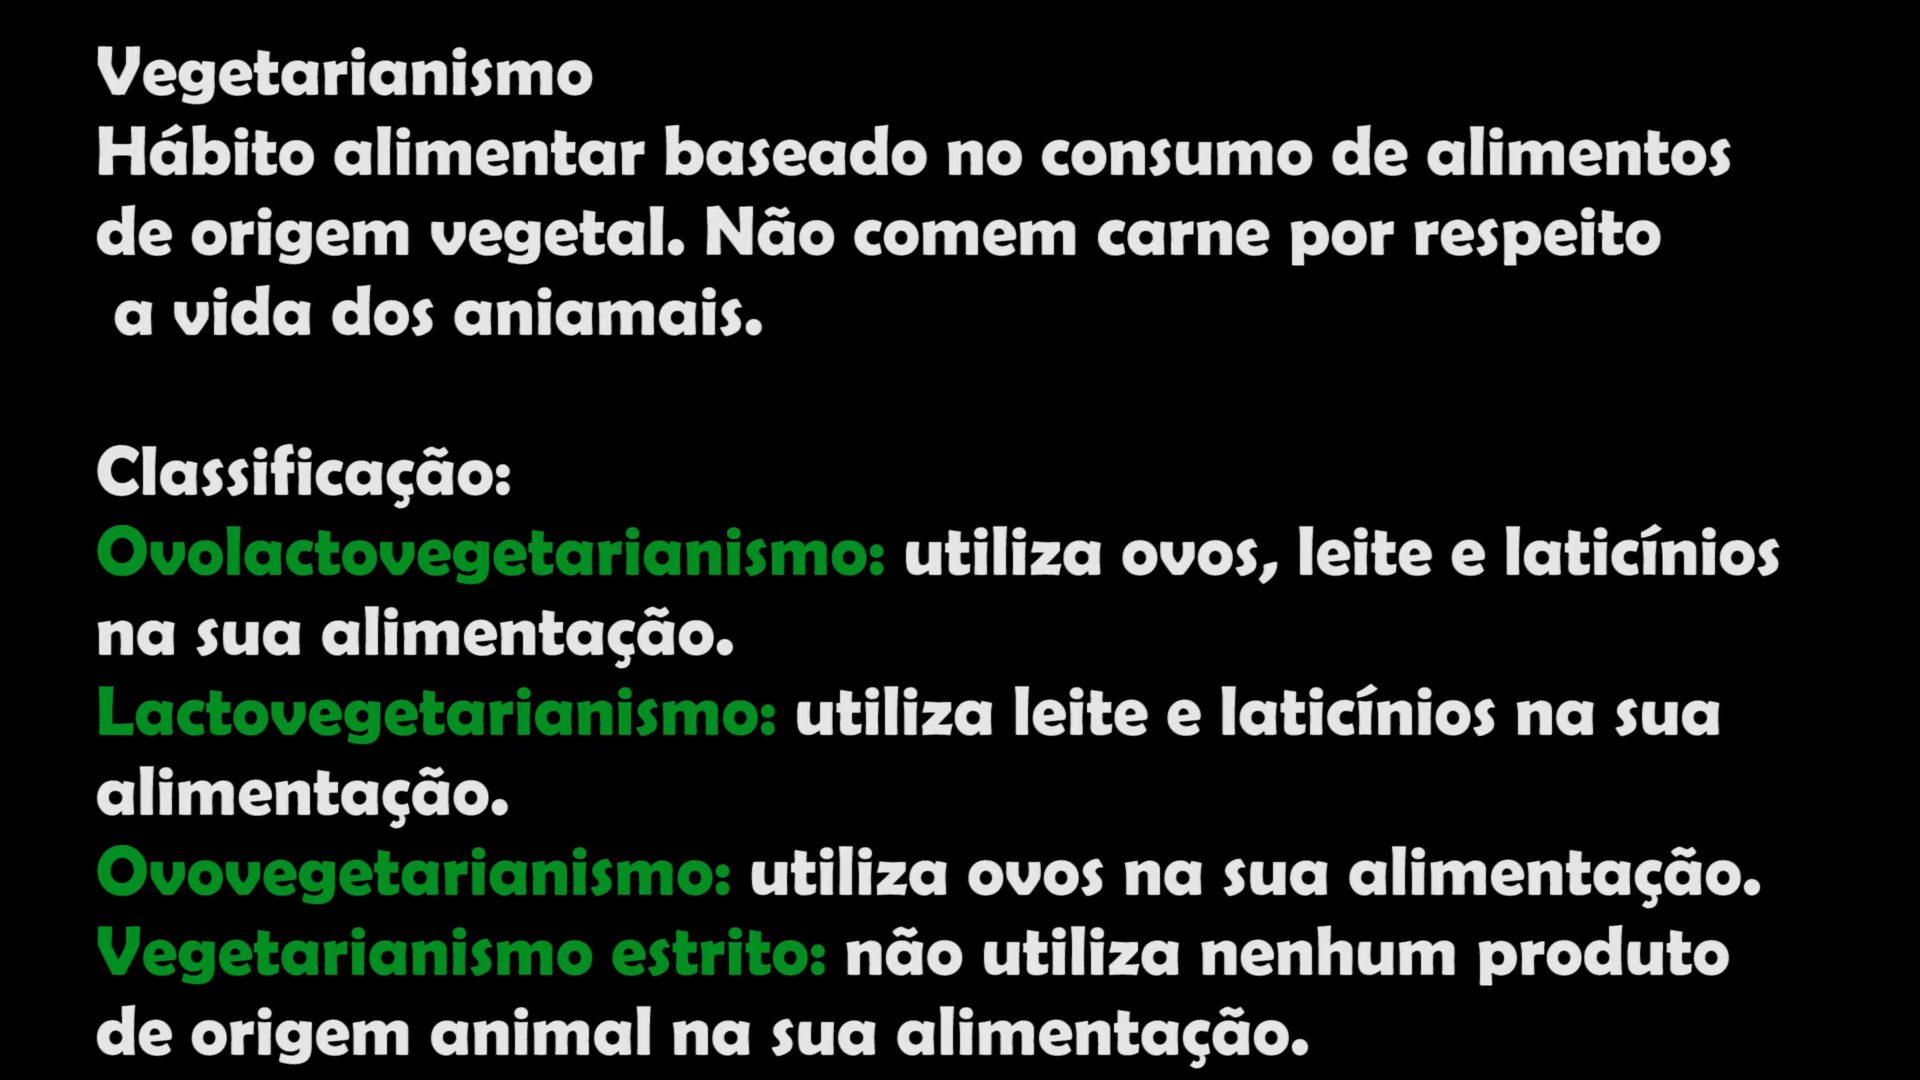 Vegetarianismo
Hábito alimentar baseado no consumo de alimentos
de origem vegetal. Não comem carne por respeito
a vida dos aniamais.
Classificação:
Ovolactovegetarianismo: utiliza ovos, leite e laticínios
na sua alimentação.
Lactovegetarianismo: utiliza leite e laticínios na sua
alimentação.
Ovovegetarianismo: utiliza ovos na sua alimentação.
Vegetarianismo estrito: não utiliza nenhum produto
de origem animal na sua alimentação.